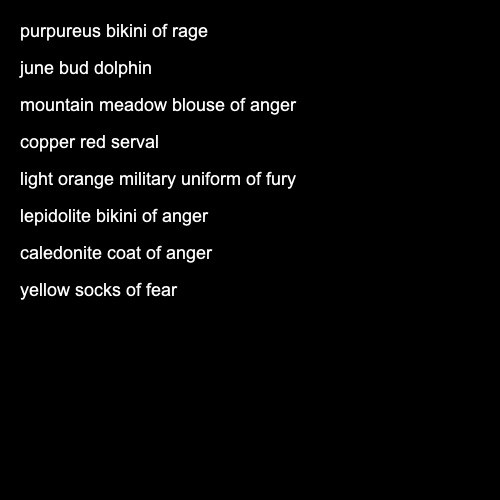 purpureus bikini of rage
june bud dolphin
mountain meadow blouse of anger
copper red serval
light orange military uniform of fury
lepidolite bikini of anger
caledonite coat of anger
yellow socks of fear